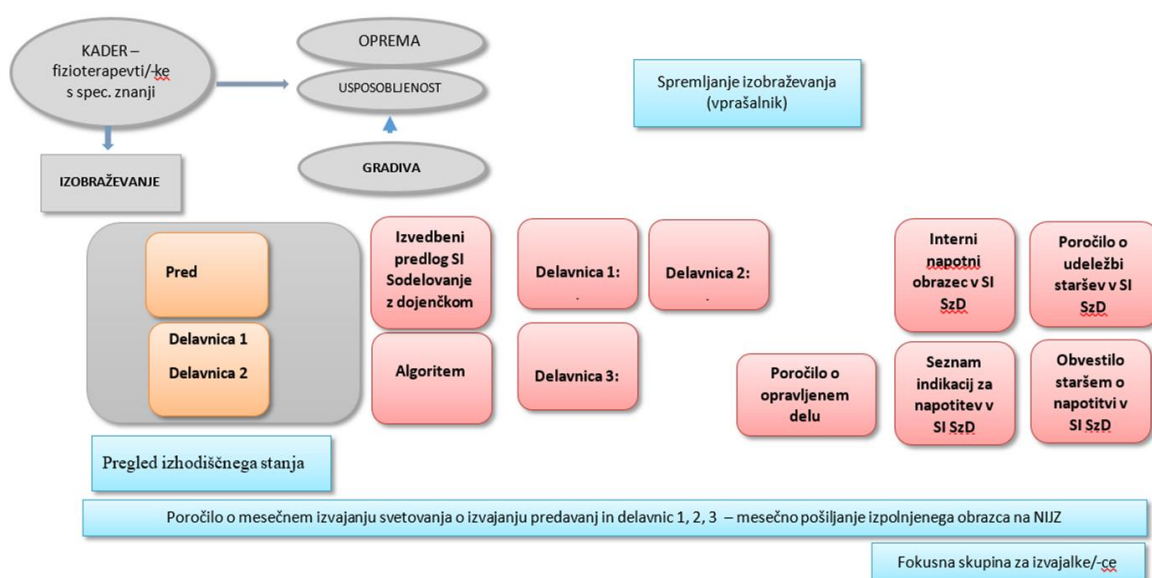 KADER –
fizioterapevti/-ke
s spec. znanji
OPREMA
USPOSOBLJENOST
GRADIVA
IZOBRAŽEVANJE
Spremljanje izobraževanja
(vprašalnik)
Pred
Delavnica 1
Delavnica 2
Izvedbeni
predlog SI
Sodelovanje
z dojenčkom
Algoritem
Delavnica 1:
.
Delavnica 2:
.
Delavnica 3:
Poročilo o
opravljenem
delu
Interni
napotni
obrazec v SI
SzD
Poročilo o
udeležbi
staršev v SI
SzD
Seznam
indikacij za
napotitev v
SI SzD
Obvestilo
staršem o
napotitvi v
SI SzD
Pregled izhodiščnega stanja
Poročilo o mesečnem izvajanju svetovanja o izvajanju predavanj in delavnic 1, 2, 3 – mesečno pošiljanje izpolnjenega obrazca na NIJZ
Fokusna skupina za izvajalke/-ce